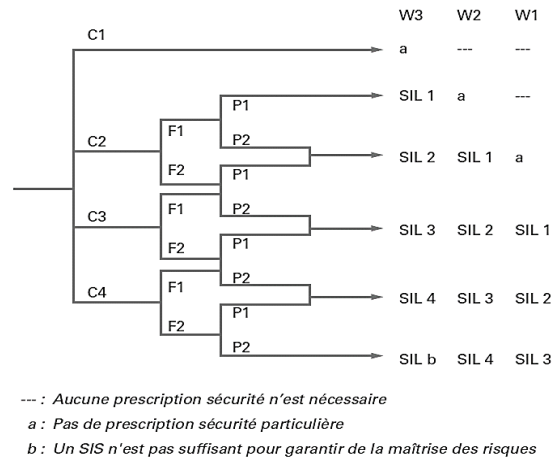 W3 W2 W1
C1
a --- ---
P1
SIL 1 a ---
F1
C2
P2
SIL 2 SIL 1 a
F2
P1
F1
P2
C3
SIL 3 SIL 2 SIL 1
F2
P1
P2
F1
C4
SIL 4 SIL 3 SIL 2
P1
F2
P2
SIL b SIL 4 SIL 3
--- : Aucune prescription sécurité n'est nécessaire
a : Pas de prescription sécurité particulière
b : Un SIS n'est pas suffisant pour garantir de la maîtrise des risques